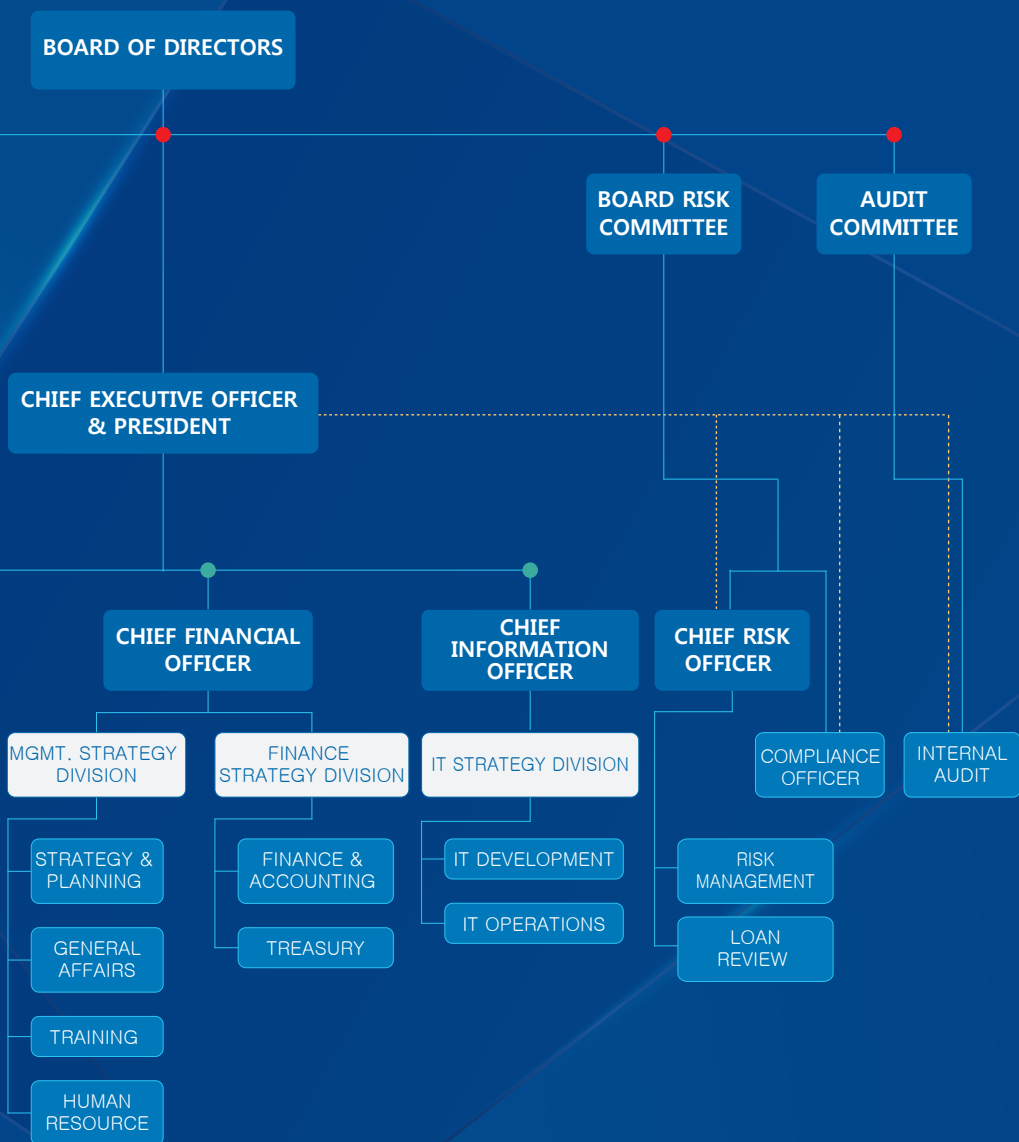 BOARD OF DIRECTORS
BOARD RISK
COMMITTEE
AUDIT
COMMITTEE
CHIEF EXECUTIVE OFFICER
& PRESIDENT
CHIEF FINANCIAL
OFFICER
CHIEF
INFORMATION
OFFICER
CHIEF RISK
OFFICER
MGMT. STRATEGY
DIVISION
FINANCE
STRATEGY DIVISION
IT STRATEGY DIVISION
COMPLIANCE
OFFICER
INTERNAL
AUDIT
STRATEGY &
PLANNING
FINANCE &
ACCOUNTING
IT DEVELOPMENT
RISK
MANAGEMENT
GENERAL
AFFAIRS
TREASURY
IT OPERATIONS
LOAN
REVIEW
TRAINING
HUMAN
RESOURCE